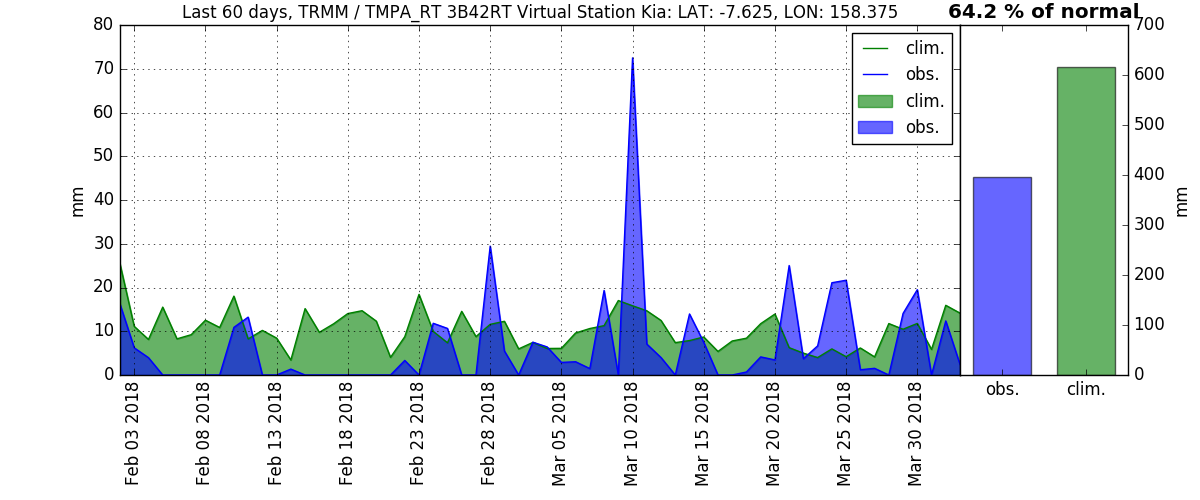 Last 60 days, TRMM / TMPA_RT 3B42RT Virtual Station Kia: LAT: -7.625, LON: 158.375
64.2 % of normal
80
70
60
50
40
30
20
10
0
mm
clim.
obs.
clim.
obs.
700
600
500
400
300
200
100
0
mm
Feb 03 2018
Feb 08 2018
Feb 13 2018
Feb 18 2018
Feb 23 2018
Feb 28 2018
Mar 05 2018
Mar 10 2018
Mar 15 2018
Mar 20 2018
Mar 25 2018
Mar 30 2018
obs.
clim.